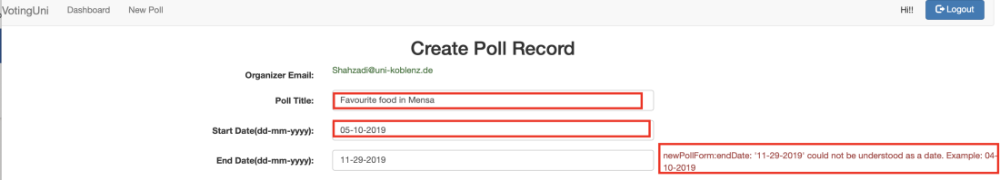 VotingUni Dashboard New Poll Hi!! Logout
Create Poll Record
Organizer Email: Shahzadi@uni-koblenz.de
Poll Title: Favourite food in Mensa
Start Date(dd-mm-yyyy): 05-10-2019
End Date(dd-mm-yyyy): 11-29-2019 newPollForm:endDate: '11-29-2019' could not be understood as a date. Example: 04-
10-2019